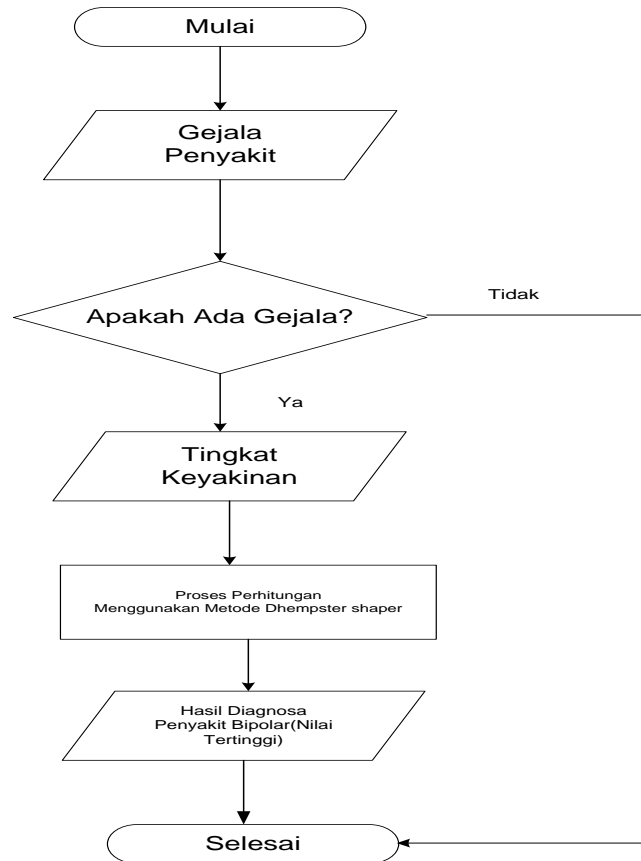 Mulai
Gejala
Penyakit
Apakah Ada Gejala?
Tidak
Ya
Tingkat
Keyakinan
Proses Perhitungan
Menggunakan Metode Dhempster shaper
Hasil Diagnosa
Penyakit Bipolar(Nilai
Tertinggi)
Selesai